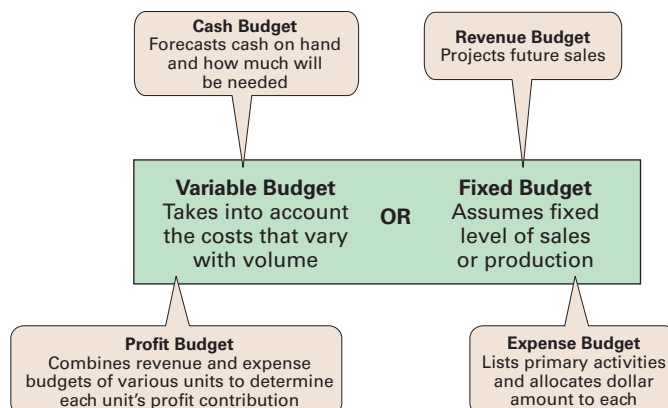 Cash Budget
Forecasts cash on hand
and how much will
be needed
Revenue Budget
Projects future sales
Variable Budget
Takes into account
the costs that vary
with volume
OR
Fixed Budget
Assumes fixed
level of sales
or production
Profit Budget
Combines revenue and expense
budgets of various units to determine
each unit's profit contribution
Expense Budget
Lists primary activities
and allocates dollar
amount to each